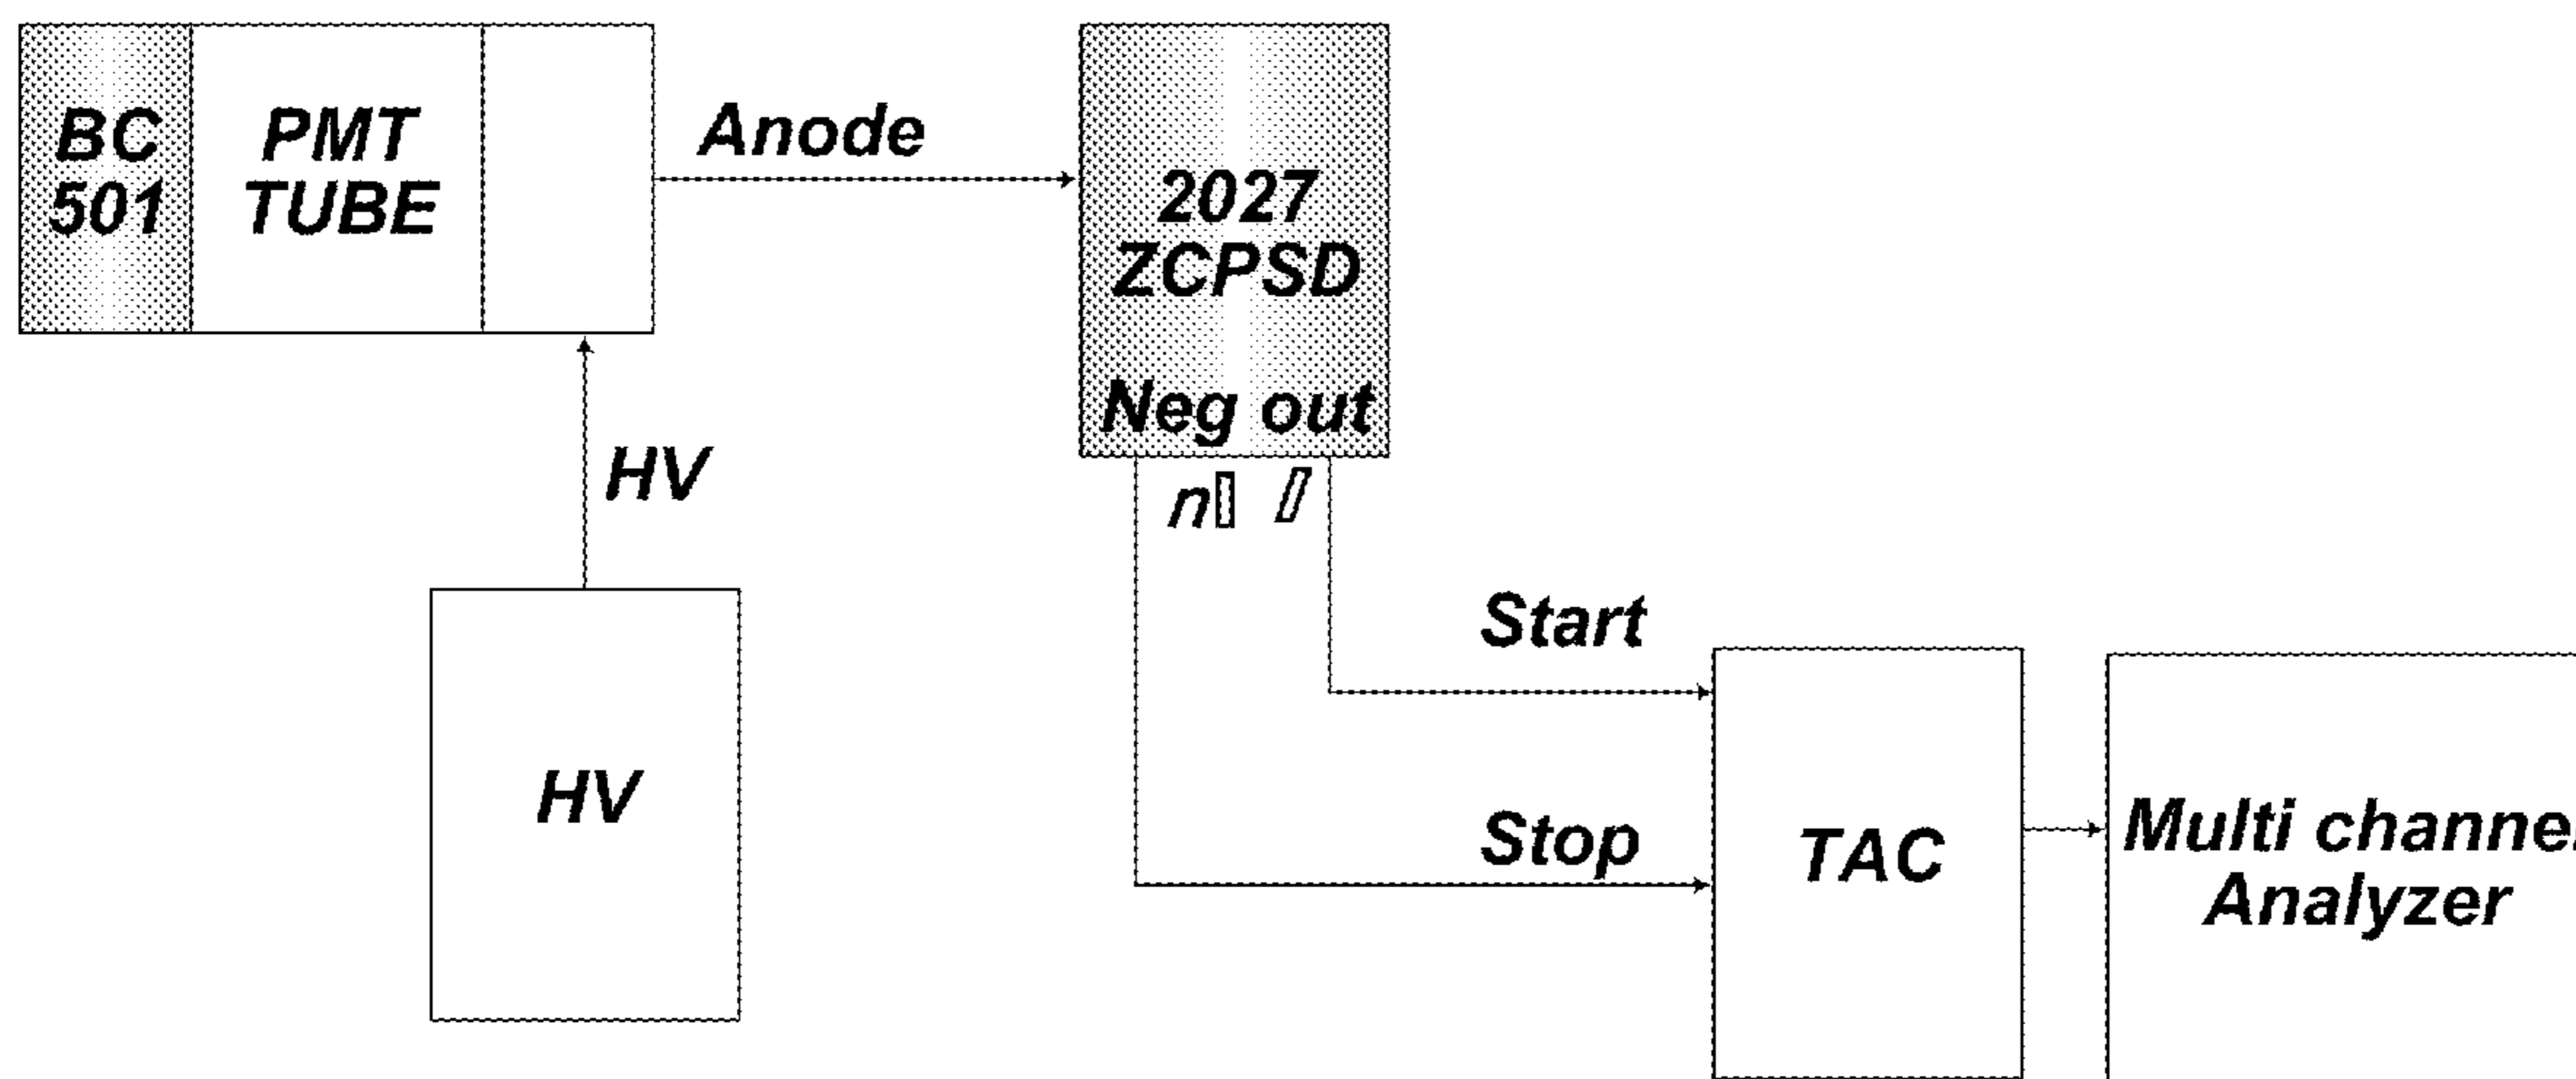 BC
501
PMT
TUBE
Anode
2027
ZCPSD
Neg out
n
HV
HV
Start
Stop
TAC
Multi channel
Analyzer